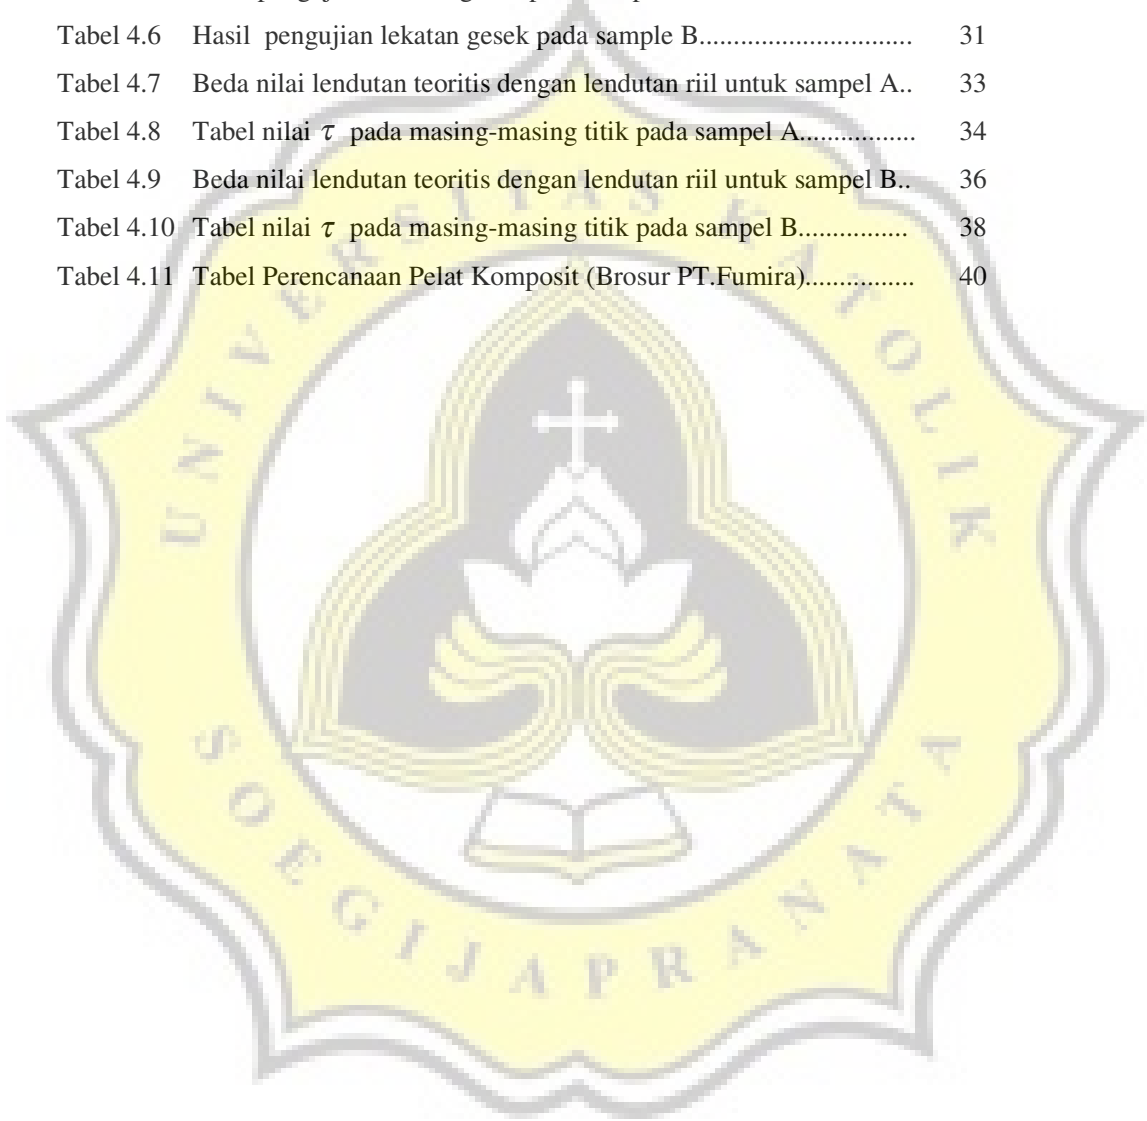 Tabel 4.6 Hasil pengujian lekatan gesek pada sample B............................... 31
Tabel 4.7 Beda nilai lendutan teoritis dengan lendutan riil untuk sampel A.. 33
Tabel 4.8 Tabel nilai τ pada masing-masing titik pada sampel A................. 34
Tabel 4.9 Beda nilai lendutan teoritis dengan lendutan riil untuk sampel B.. 36
Tabel 4.10 Tabel nilai τ pada masing-masing titik pada sampel B................ 38
Tabel 4.11 Tabel Perencanaan Pelat Komposit (Brosur PT.Fumira)................ 40
UNIVERSITAS KATOLIK
SOEGIJAPRANATA